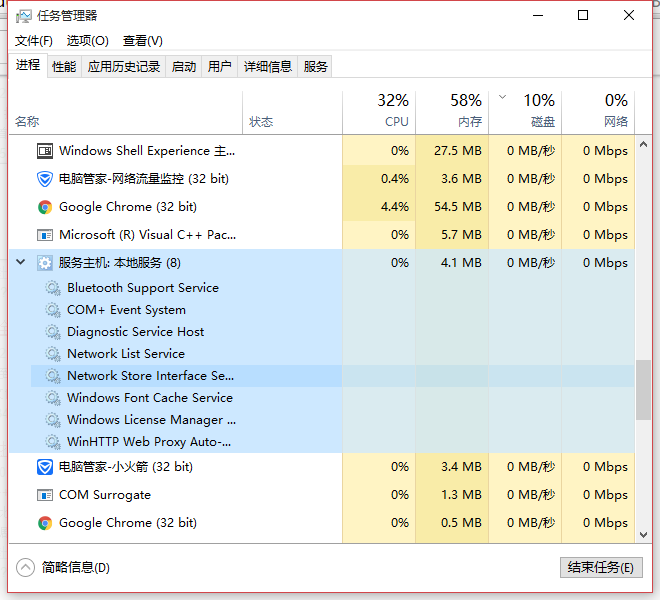 任务管理器
文件(F) 选项(O) 查看(V)
进程 性能 应用历史记录 启动 用户 详细信息 服务
32% 58% 10% 0%
名称 状态 CPU 内存 磁盘 网络
Windows Shell Experience 主... 0% 27.5 MB 0 MB/秒 0 Mbps
电脑管家-网络流量监控 (32 bit) 0.4% 3.6 MB 0 MB/秒 0 Mbps
Google Chrome (32 bit) 4.4% 54.5 MB 0 MB/秒 0 Mbps
Microsoft (R) Visual C++ Pac... 0% 5.7 MB 0 MB/秒 0 Mbps
服务主机: 本地服务 (8) 0% 4.1 MB 0 MB/秒 0 Mbps
Bluetooth Support Service
COM+ Event System
Diagnostic Service Host
Network List Service
Network Store Interface Se...
Windows Font Cache Service
Windows License Manager ...
WinHTTP Web Proxy Auto-...
电脑管家-小火箭 (32 bit) 0% 3.4 MB 0 MB/秒 0 Mbps
COM Surrogate 0% 1.3 MB 0 MB/秒 0 Mbps
Google Chrome (32 bit) 0% 0.5 MB 0 MB/秒 0 Mbps
简略信息(D) 结束任务(E)